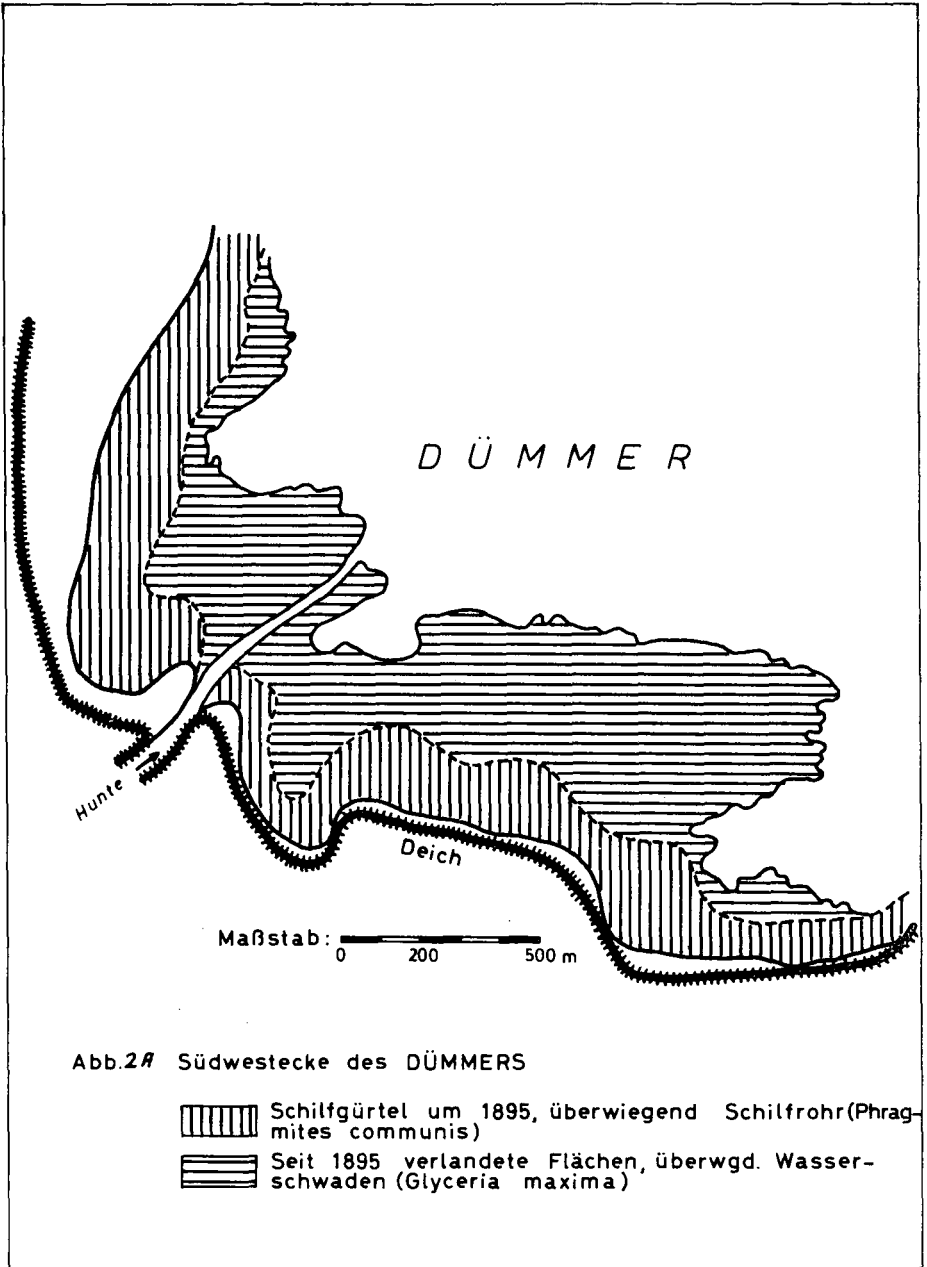 DÜMMER
Hunte
Deich
Maßstab:
0 200 500 m
Abb.2A Südwestecke des DÜMMERS
Schilfgürtel um 1895, überwiegend Schilfrohr (Phrag-
mites communis)
Seit 1895 verlandete Flächen, überwgd. Wasser-
schwaden (Glyceria maxima)